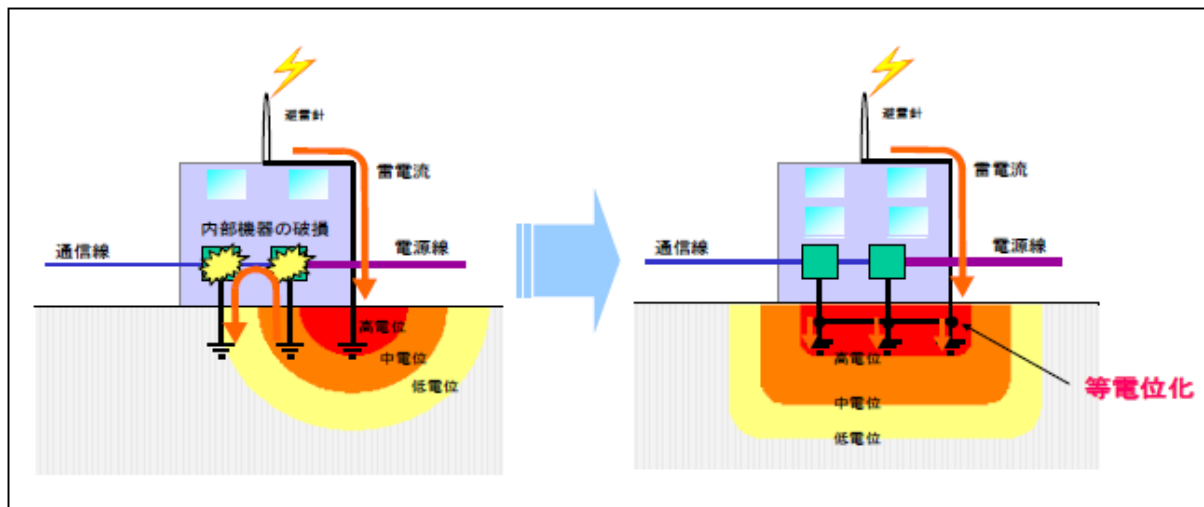 避雷針
雷電流
内部機器の破損
通信線
電源線
高電位
中電位
低電位
避雷針
雷電流
通信線
電源線
高電位
等電位化
中電位
低電位